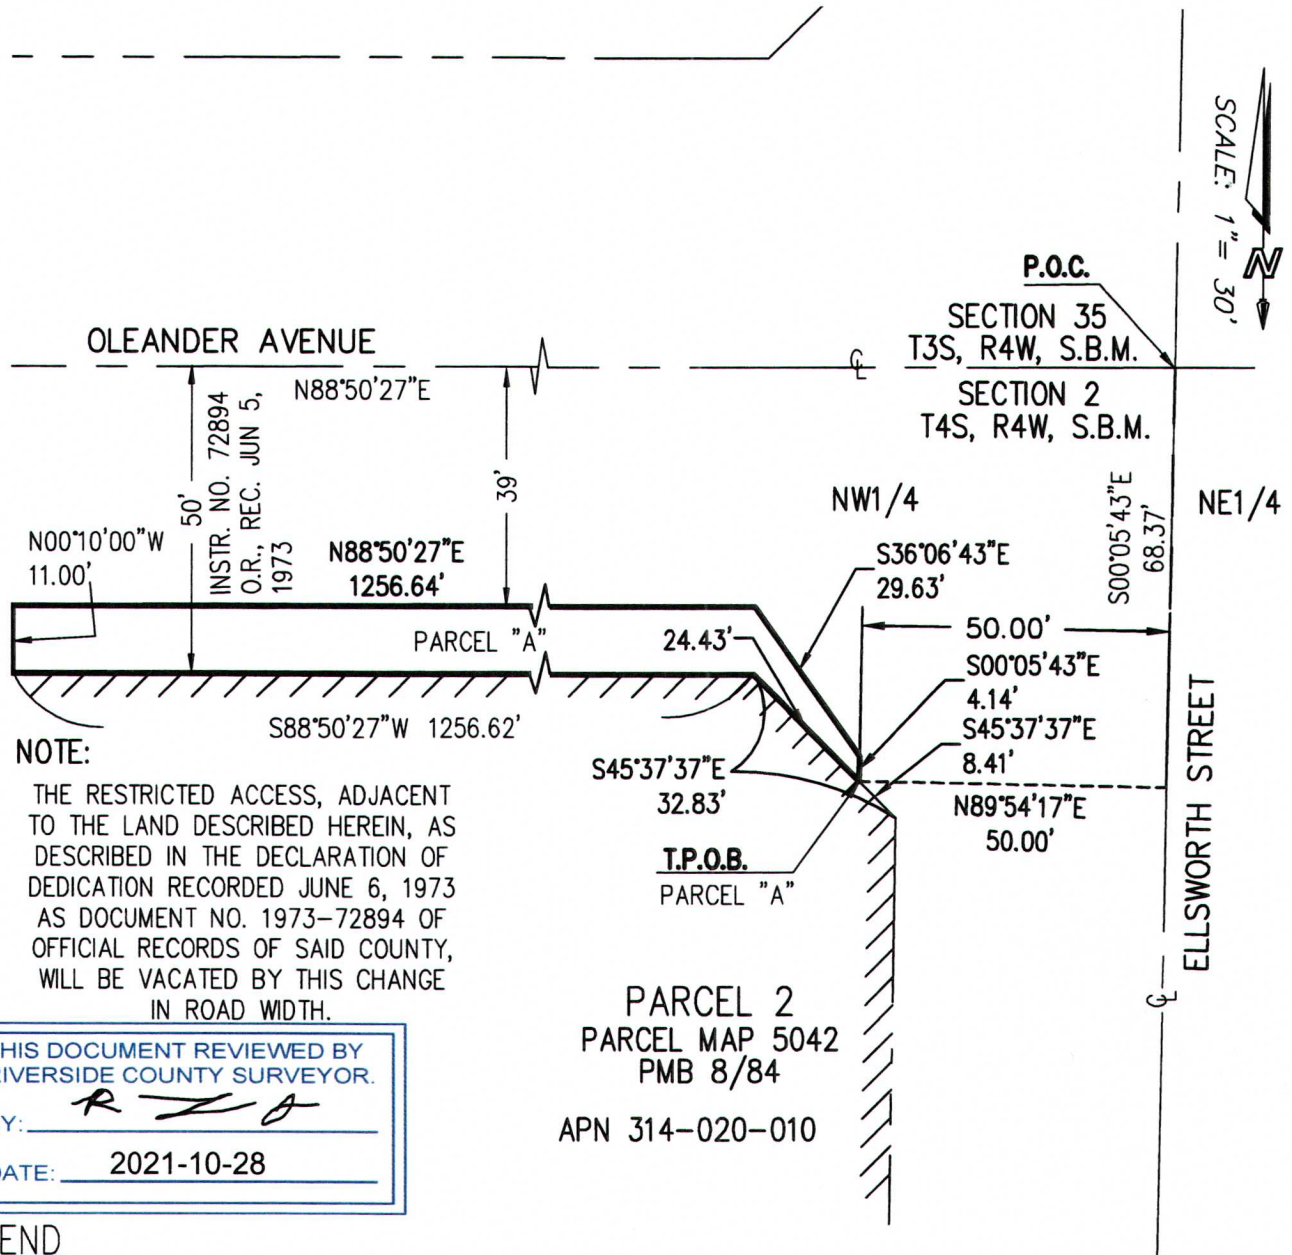 SCALE: 1"= 30'
N
P.O.C.
SECTION 35
T3S, R4W, S.B.M.
OLEANDER AVENUE
N88°50'27"E
CL
SECTION 2
T4S, R4W, S.B.M.
50'
INSTR. NO. 72894
O.R., REC. JUN 5,
1973
39'
NW1/4
NE1/4
S00°05'43"E
68.37'
N00°10'00"W
11.00'
N88°50'27"E
1256.64'
S36°06'43"E
29.63'
PARCEL "A"
24.43'
50.00'
S00°05'43"E
4.14'
S88°50'27"W 1256.62'
S45°37'37"E
8.41'
S45°37'37"E
32.83'
N89°54'17"E
50.00'
ELLSWORTH STREET
CL
T.P.O.B.
PARCEL "A"
NOTE:
THE RESTRICTED ACCESS, ADJACENT
TO THE LAND DESCRIBED HEREIN, AS
DESCRIBED IN THE DECLARATION OF
DEDICATION RECORDED JUNE 6, 1973
AS DOCUMENT NO. 1973-72894 OF
OFFICIAL RECORDS OF SAID COUNTY,
WILL BE VACATED BY THIS CHANGE
IN ROAD WIDTH.
PARCEL 2
PARCEL MAP 5042
PMB 8/84
APN 314-020-010
HIS DOCUMENT REVIEWED BY
RIVERSIDE COUNTY SURVEYOR.
Y:
DATE: 2021-10-28
END